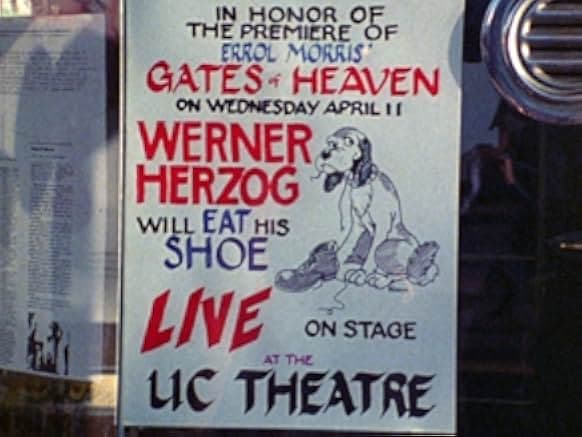 IN HONOR OF
THE PREMIERE OF
ERROL MORRIS'
GATES of HEAVEN
ON WEDNESDAY APRIL 11
WERNER
HERZOG
WILL EAT HIS
SHOE
LIVE ON STAGE
AT THE
UC THEATRE